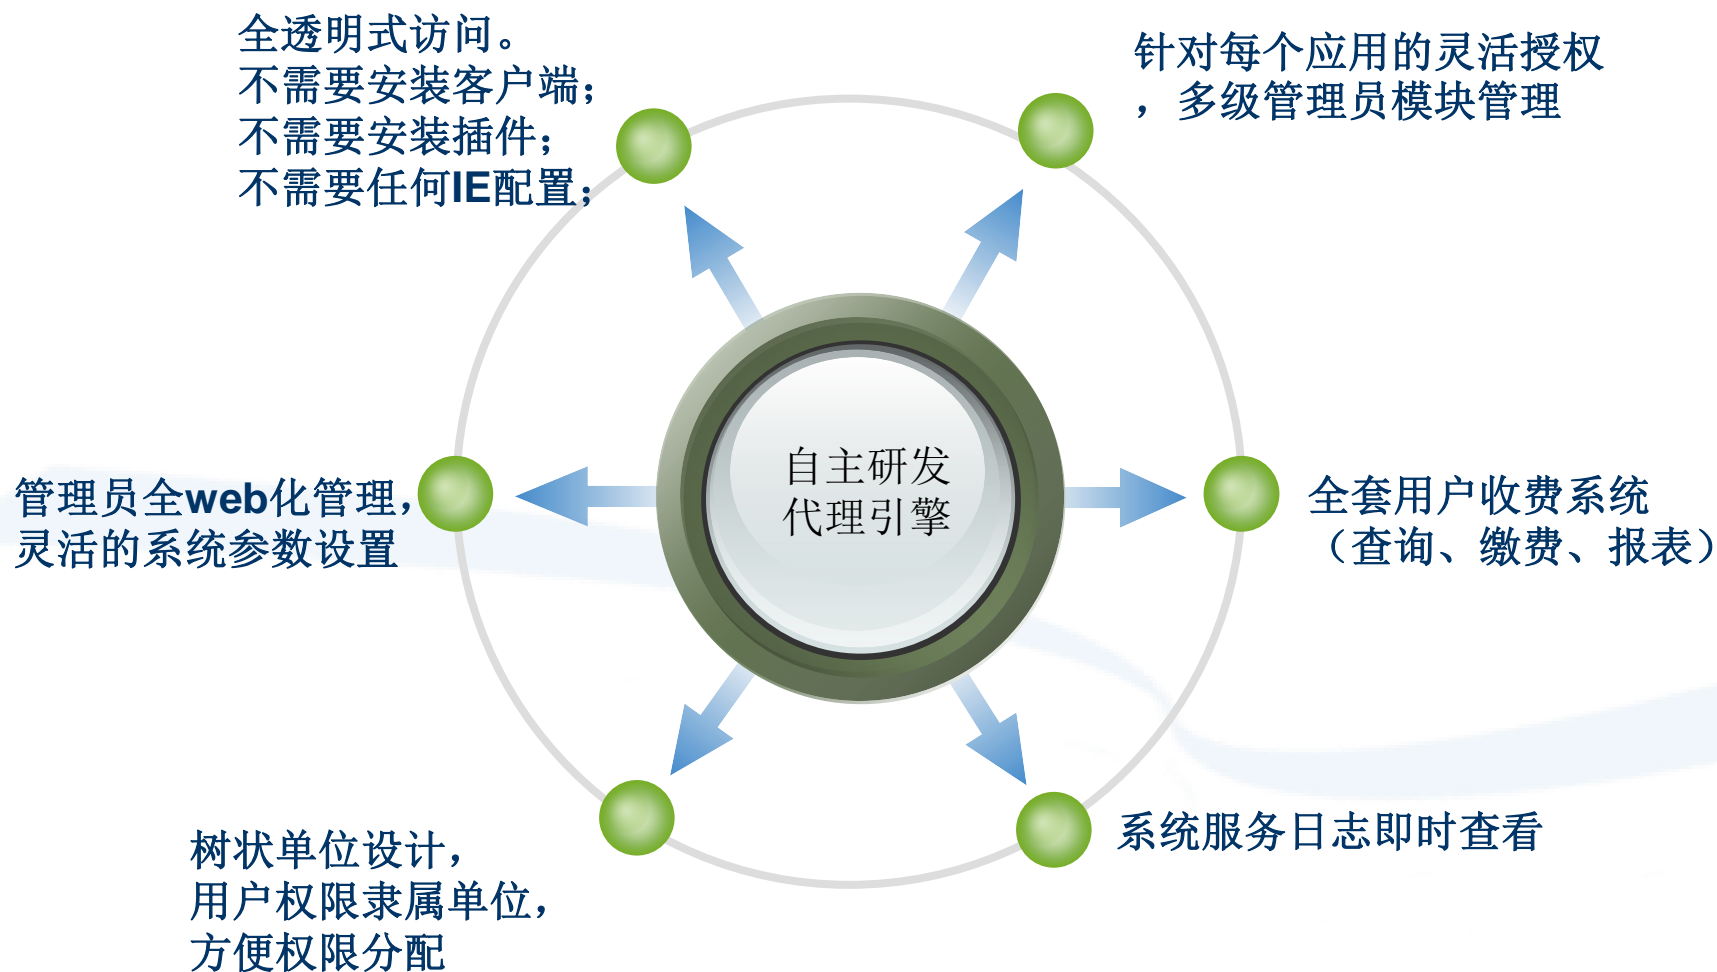 全透明式访问。
不需要安装客户端；
不需要安装插件；
不需要任何IE配置；
针对每个应用的灵活授权
，多级管理员模块管理
自主研发
代理引擎
管理员全web化管理，
灵活的系统参数设置
全套用户收费系统
（查询、缴费、报表）
树状单位设计，
用户权限隶属单位，
方便权限分配
系统服务日志即时查看